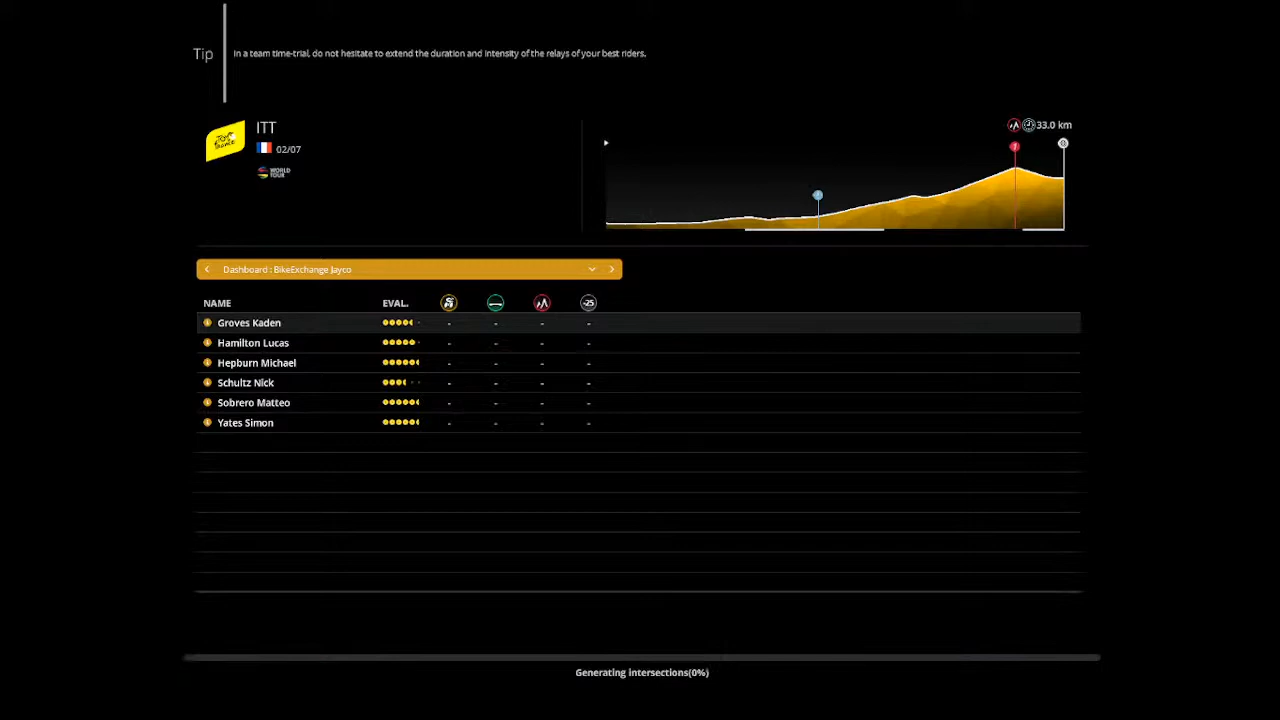 Tip
In a team time-trial, do not hesitate to extend the duration and intensity of the relays of your best riders.
ITT
02/07
WORLD TOUR
33.0 km
Dashboard : BikeExchange Jayco
NAME EVAL. -25
Groves Kaden - - - -
Hamilton Lucas - - - -
Hepburn Michael - - - -
Schultz Nick - - - -
Sobrero Matteo - - - -
Yates Simon - - - -
Generating intersections(0%)